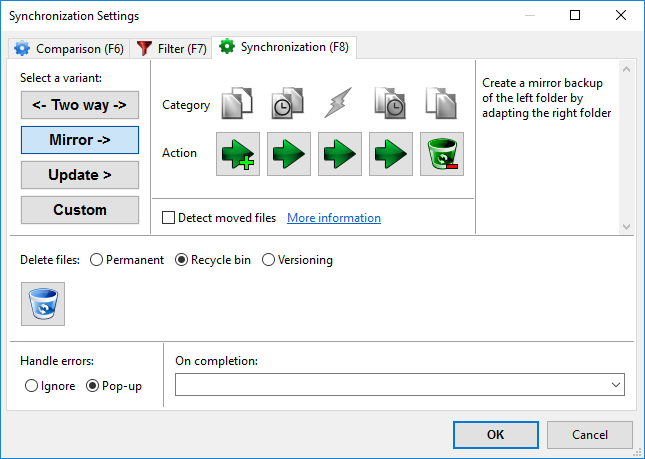 Synchronization Settings
Comparison (F6)
Filter (F7)
Synchronization (F8)
Select a variant:
<- Two way ->
Mirror ->
Update >
Custom
Category
Action
Detect moved files
More information
Create a mirror backup
of the left folder by
adapting the right folder
Delete files:
Permanent
Recycle bin
Versioning
Handle errors:
Ignore
Pop-up
On completion:
OK
Cancel